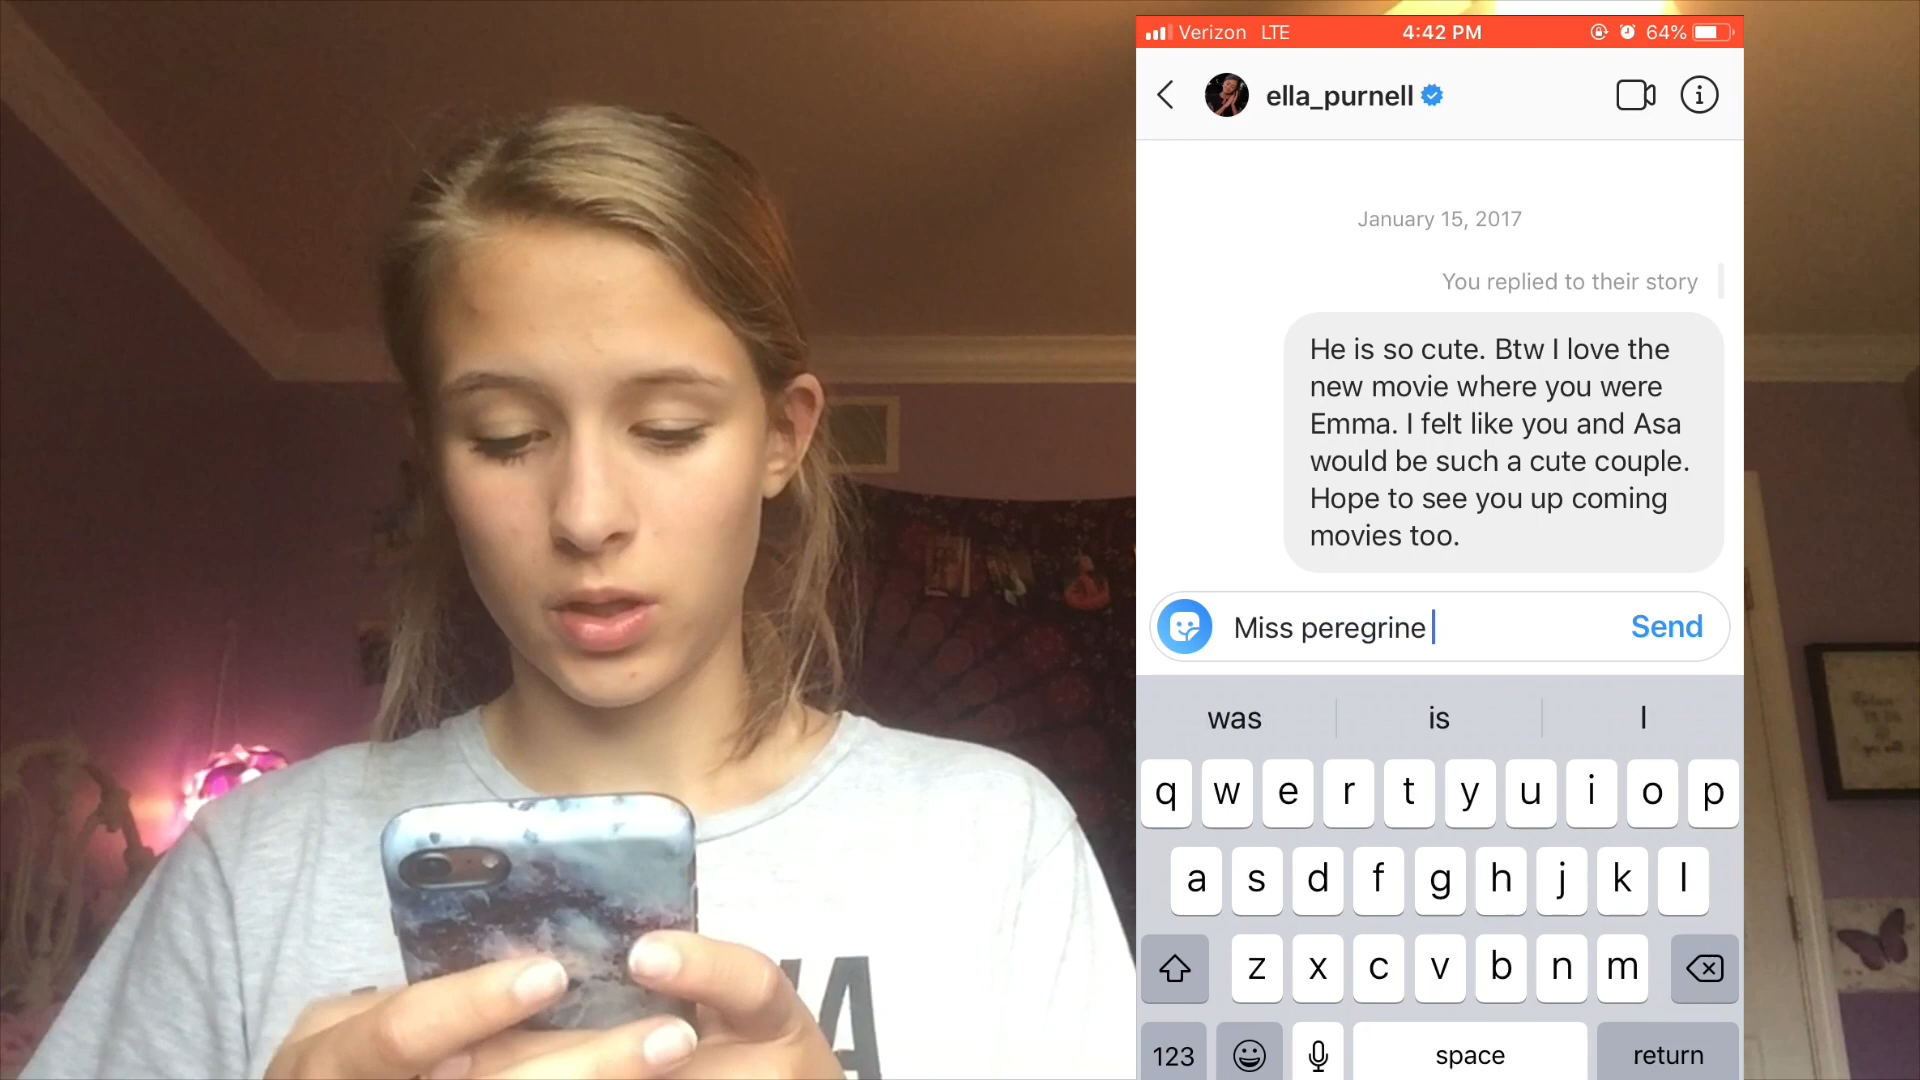 Verizon LTE 4:42 PM 64%
ella_purnell
January 15, 2017
You replied to their story
He is so cute. Btw I love the
new movie where you were
Emma. I felt like you and Asa
would be such a cute couple.
Hope to see you up coming
movies too.
Miss peregrine Send
was is I
q w e r t y u i o p
a s d f g h j k l
z x c v b n m
123 space return